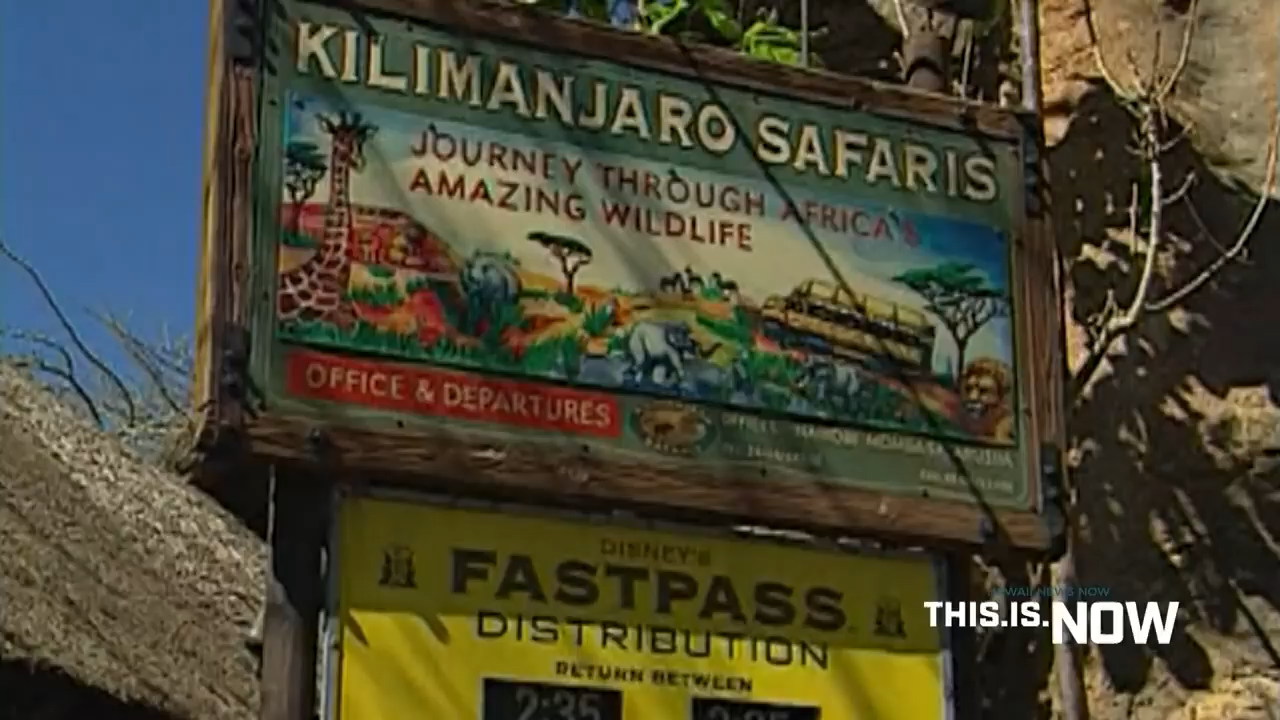 KILIMANJARO SAFARIS
JOURNEY THROUGH AFRICA'S
AMAZING WILDLIFE
OFFICE & DEPARTURES
DISNEY'S
FASTPASS
DISTRIBUTION
RETURN BETWEEN
2:35
HAWAII NEWS NOW
THIS.IS.NOW